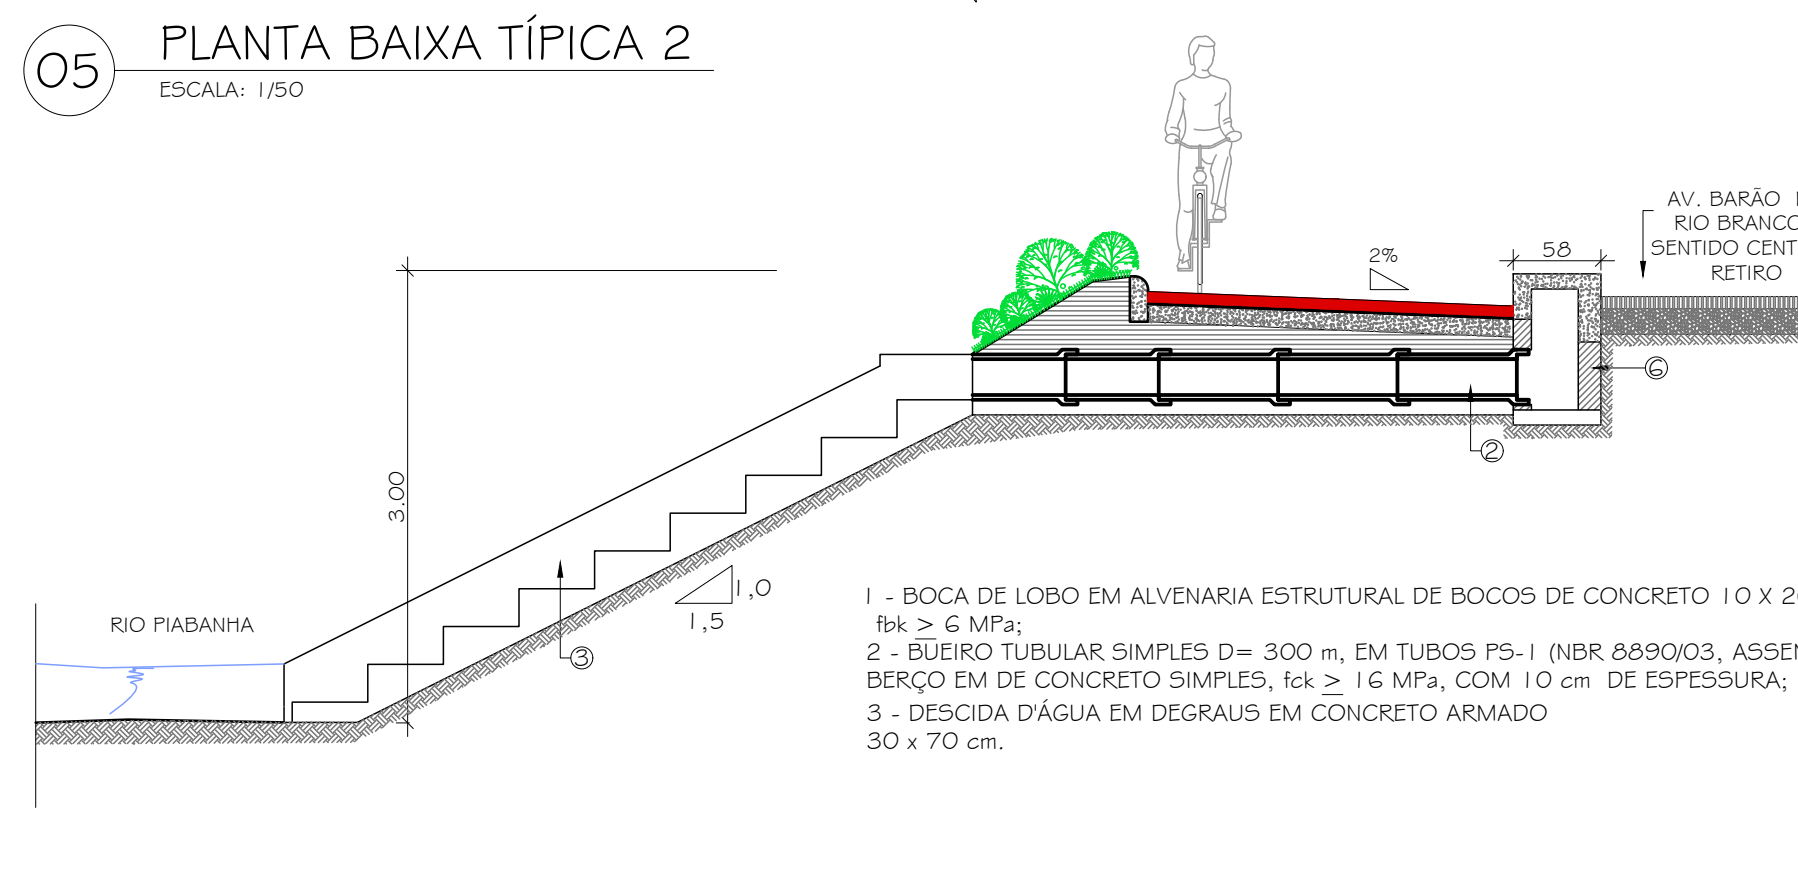 05
PLANTA BAIXA TÍPICA 2
ESCALA: 1/50
AV. BARÃO
RIO BRANCO
SENTIDO CENT
RETIRO
2%
58
6
2
3.00
1,0
1,5
3
RIO PIABANHA
1 - BOCA DE LOBO EM ALVENARIA ESTRUTURAL DE BOCOS DE CONCRETO 10 X 2
fbk ≥ 6 MPa;
2 - BUEIRO TUBULAR SIMPLES D= 300 m, EM TUBOS PS-1 (NBR 8890/03, ASSEN
BERÇO EM DE CONCRETO SIMPLES, fck ≥ 16 MPa, COM 10 cm DE ESPESSURA;
3 - DESCIDA D'ÁGUA EM DEGRAUS EM CONCRETO ARMADO
30 x 70 cm.